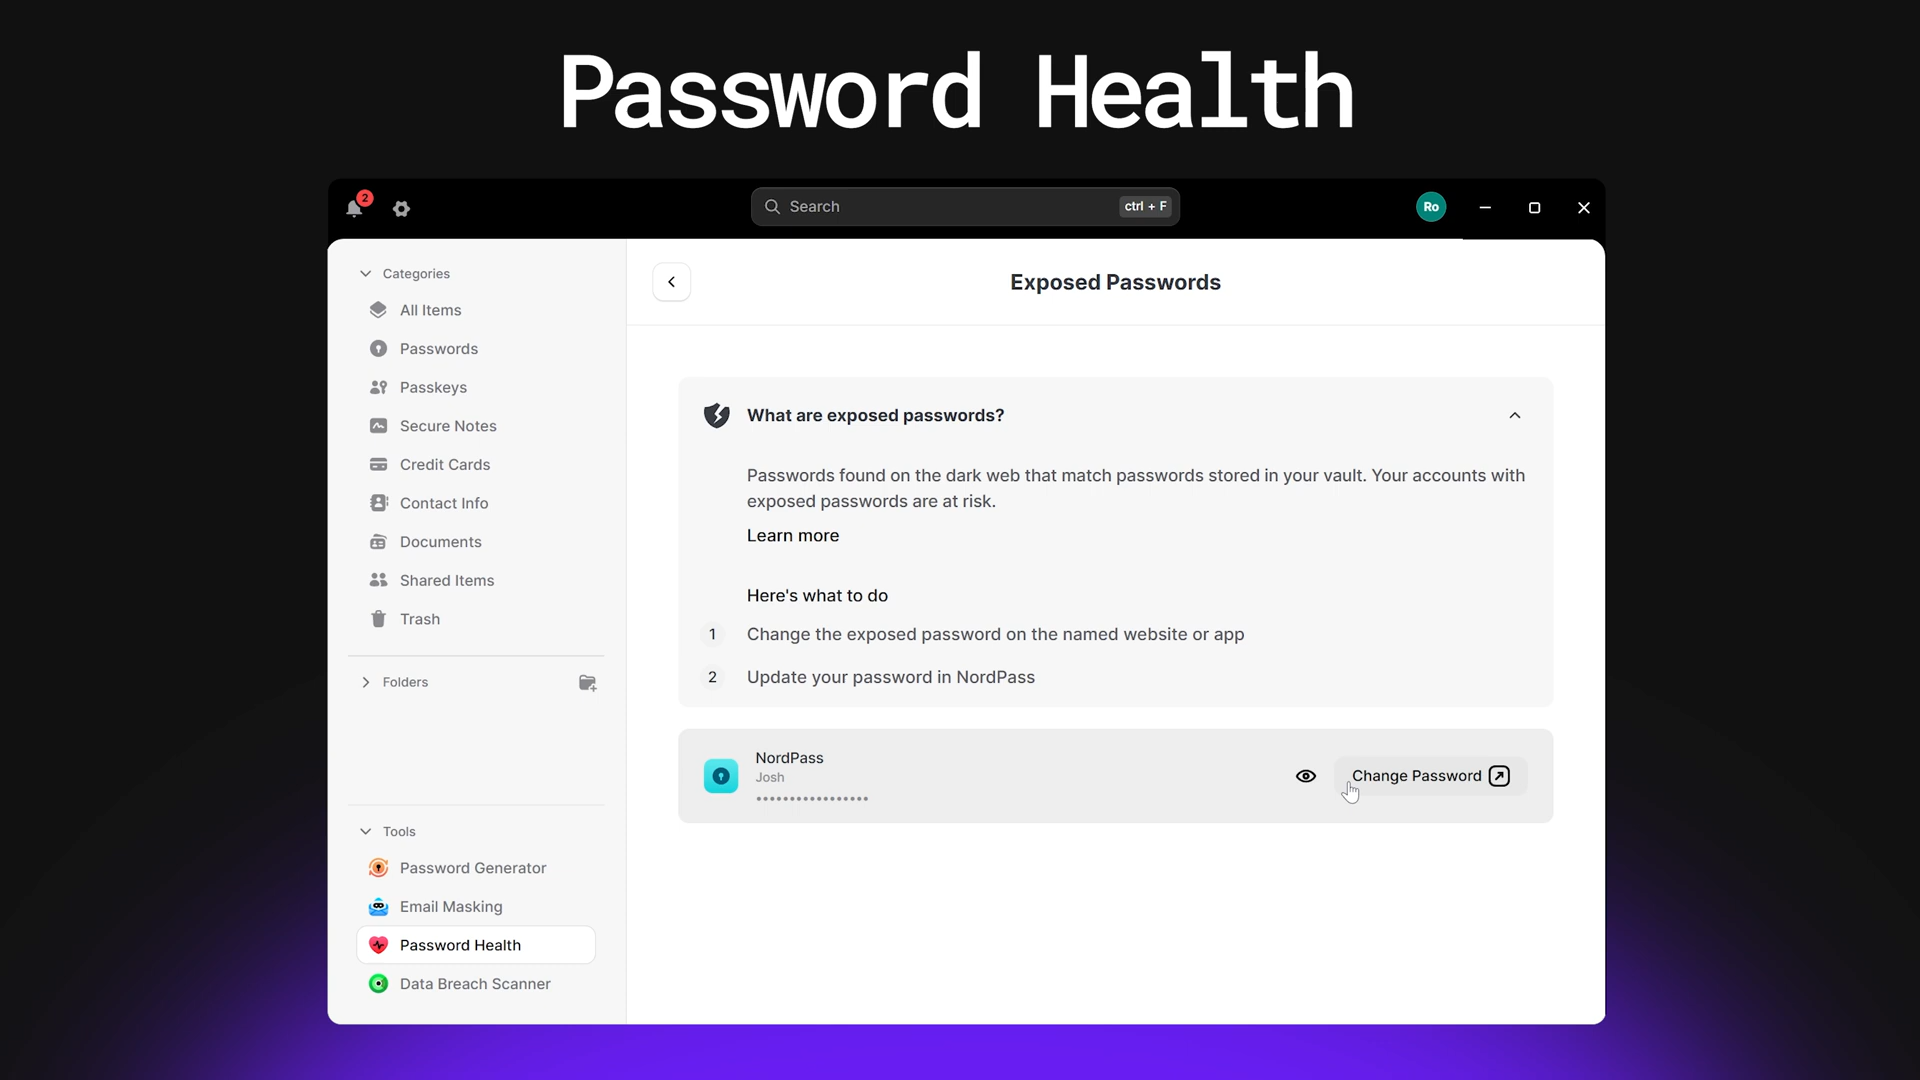 Password Health
2
Search
ctrl + F
Ro
Categories
All Items
Passwords
Passkeys
Secure Notes
Credit Cards
Contact Info
Documents
Shared Items
Trash
Folders
Tools
Password Generator
Email Masking
Password Health
Data Breach Scanner
Exposed Passwords
What are exposed passwords?
Passwords found on the dark web that match passwords stored in your vault. Your accounts with
exposed passwords are at risk.
Learn more
Here's what to do
1 Change the exposed password on the named website or app
2 Update your password in NordPass
NordPass
Josh
••••••••••••••••
Change Password